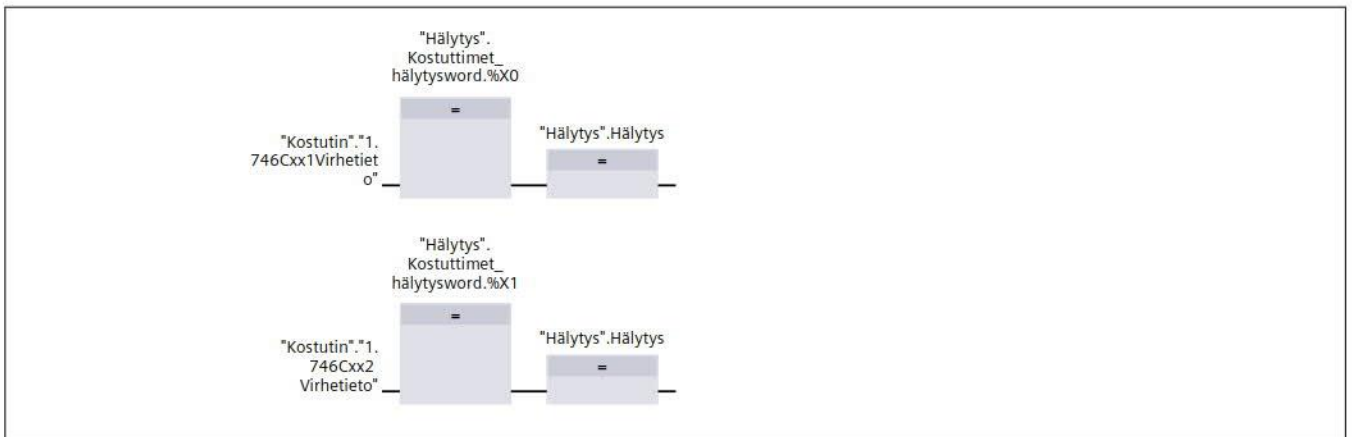 "Hälytys".
Kostuttimet_
hälytysword.%X0
=
"Kostutin"."1.
746Cxx1Virhetiet
o"
"Hälytys".Hälytys
=
"Hälytys".
Kostuttimet_
hälytysword.%X1
=
"Kostutin"."1.
746Cxx2
Virhetieto"
"Hälytys".Hälytys
=